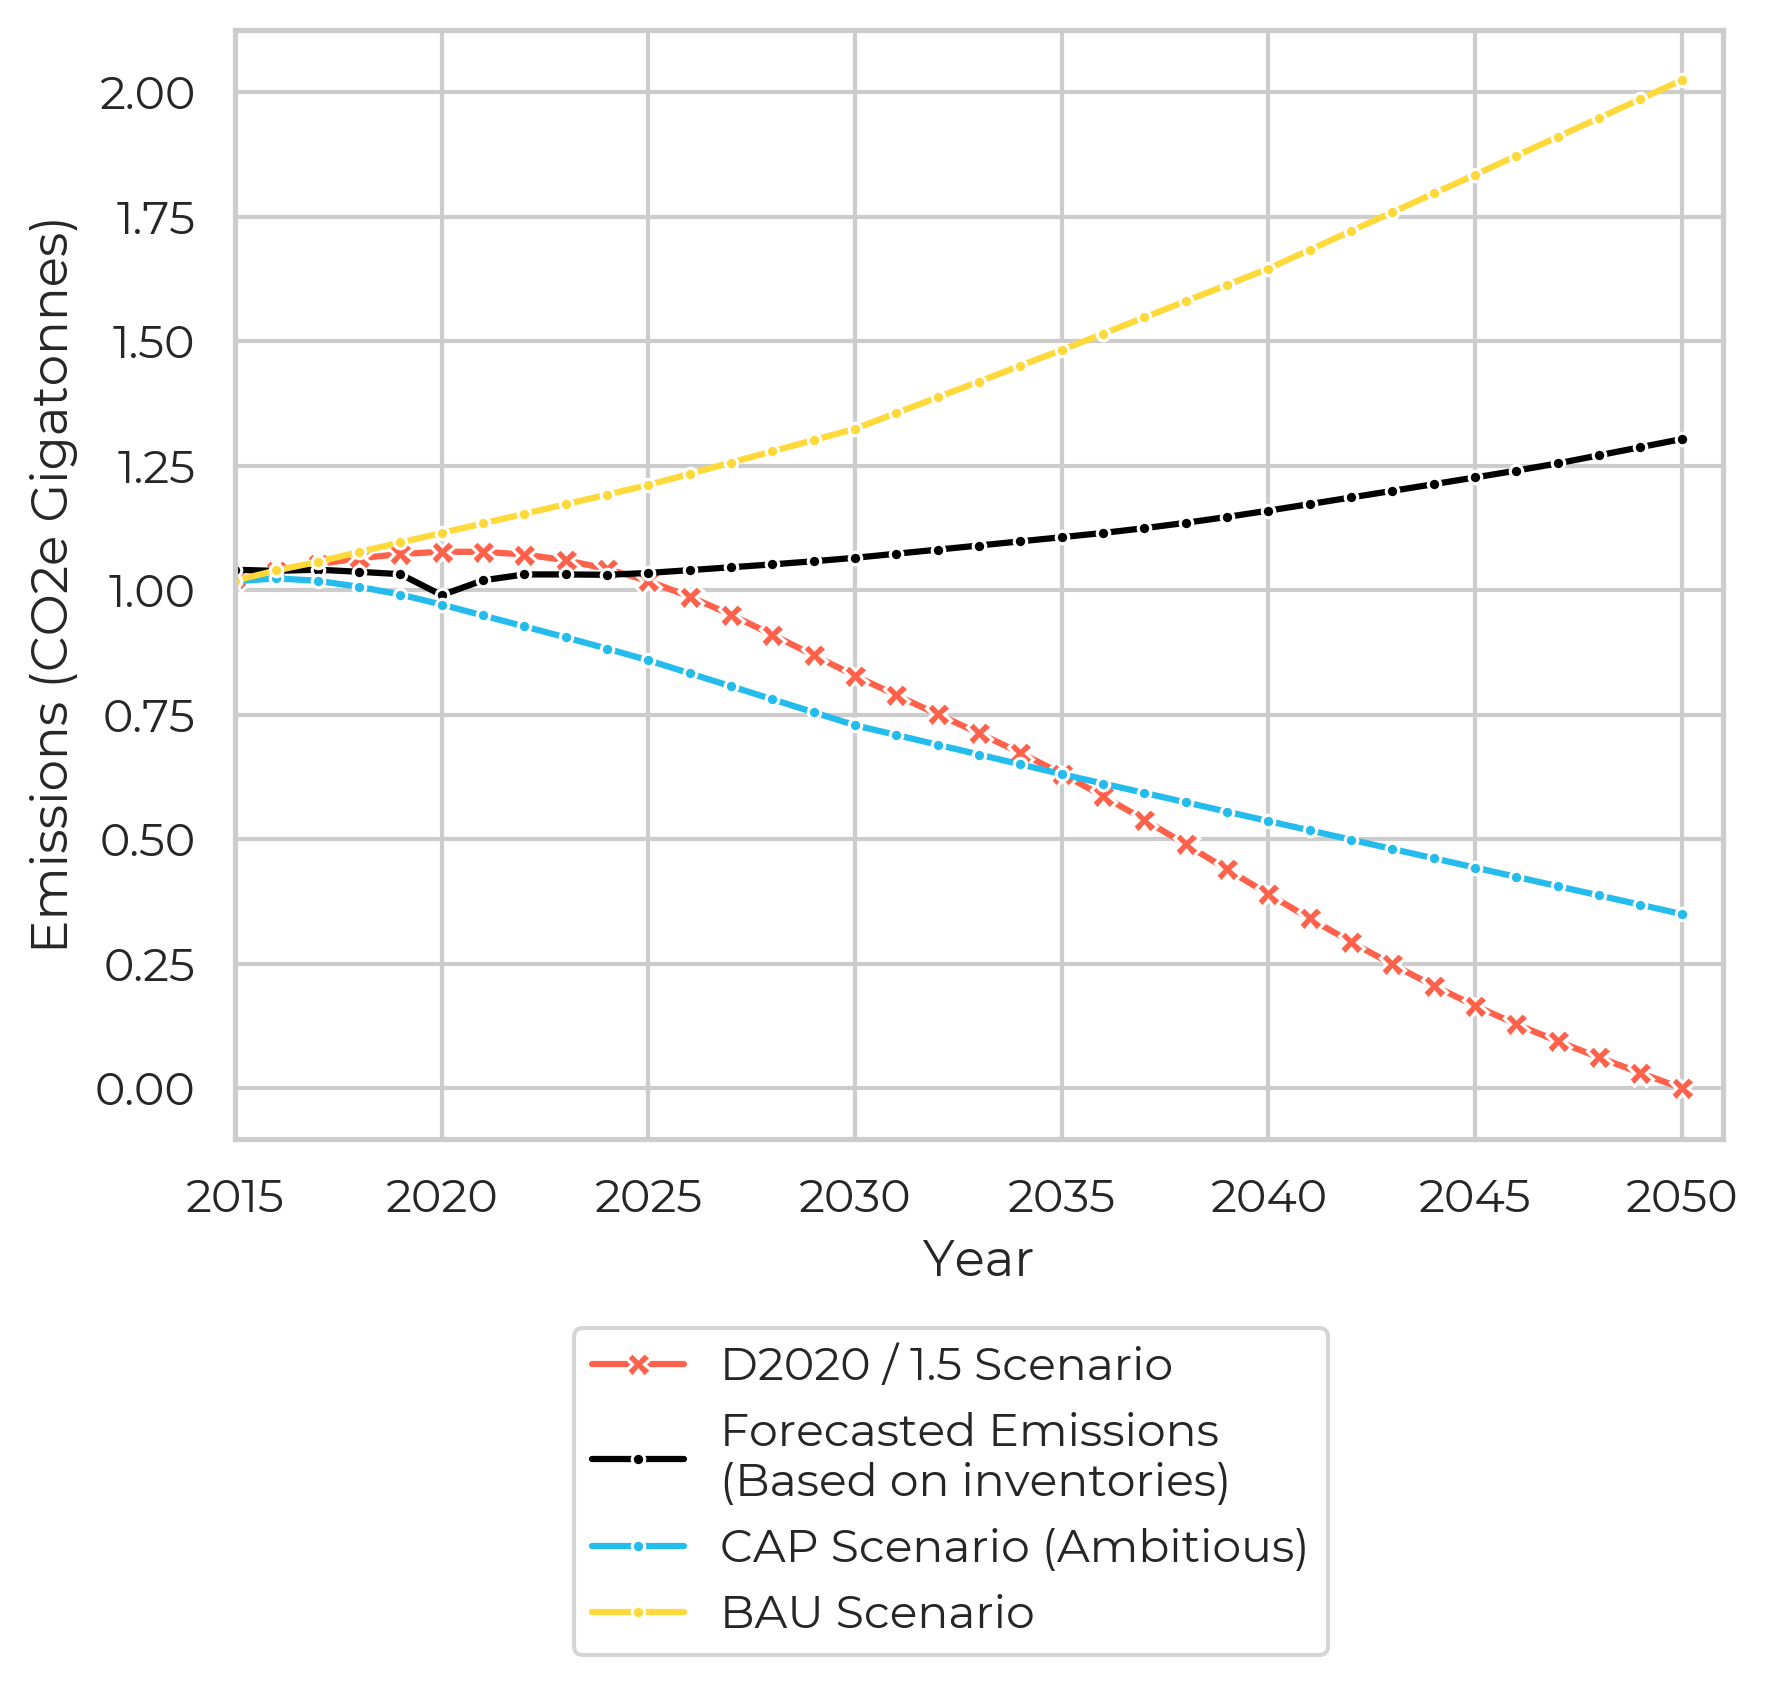 Emissions (CO2e Gigatonnes)
2.00
1.75
1.50
1.25
1.00
0.75
0.50
0.25
0.00
2015 2020 2025 2030 2035 2040 2045 2050
Year
D2020 / 1.5 Scenario
Forecasted Emissions
(Based on inventories)
CAP Scenario (Ambitious)
BAU Scenario